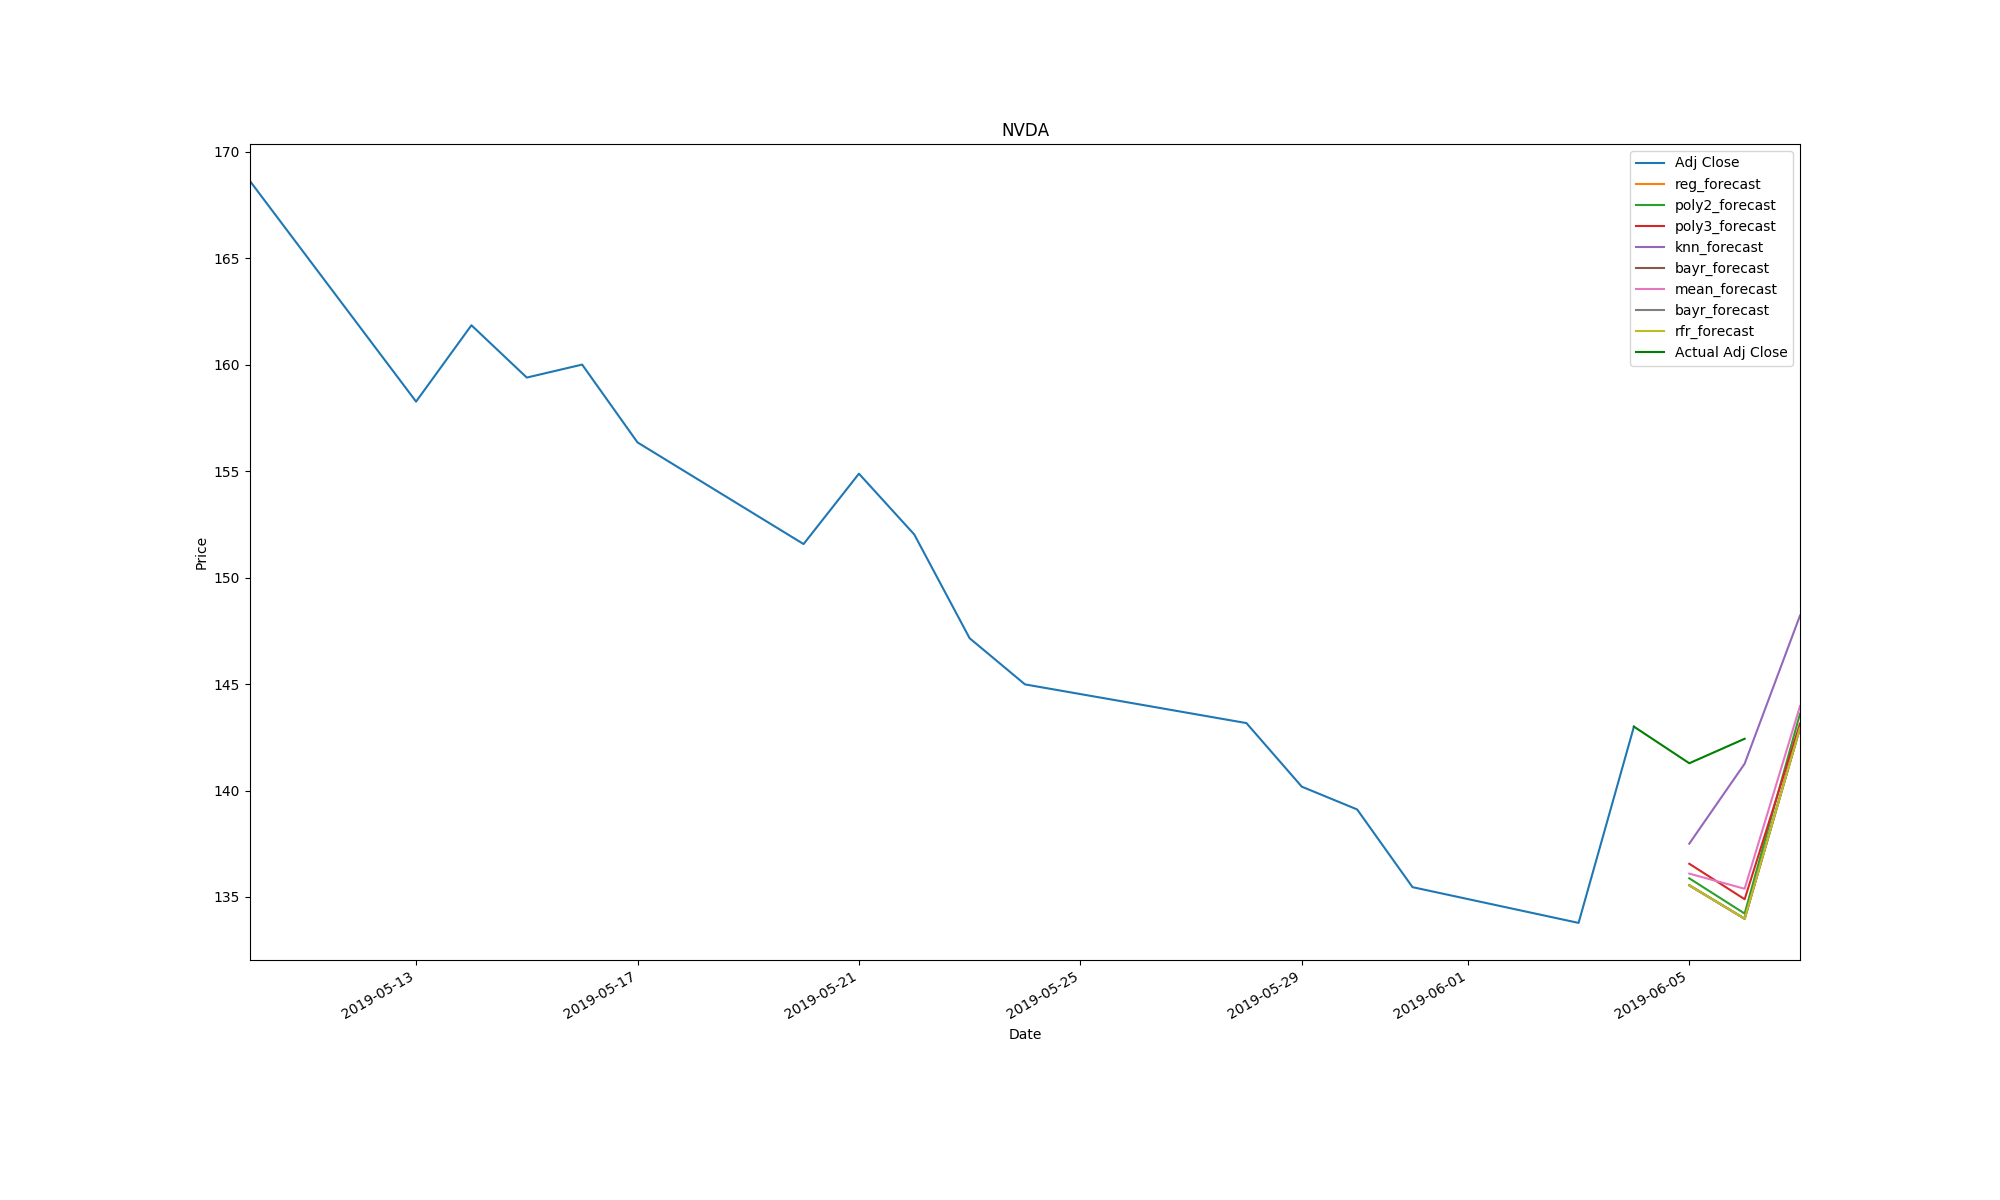 NVDA
170
165
160
155
150
145
140
135
Price
Adj Close
reg_forecast
poly2_forecast
poly3_forecast
knn_forecast
bayr_forecast
mean_forecast
bayr_forecast
rfr_forecast
Actual Adj Close
2019-05-13
2019-05-17
2019-05-21
2019-05-25
2019-05-29
2019-06-01
2019-06-05
Date